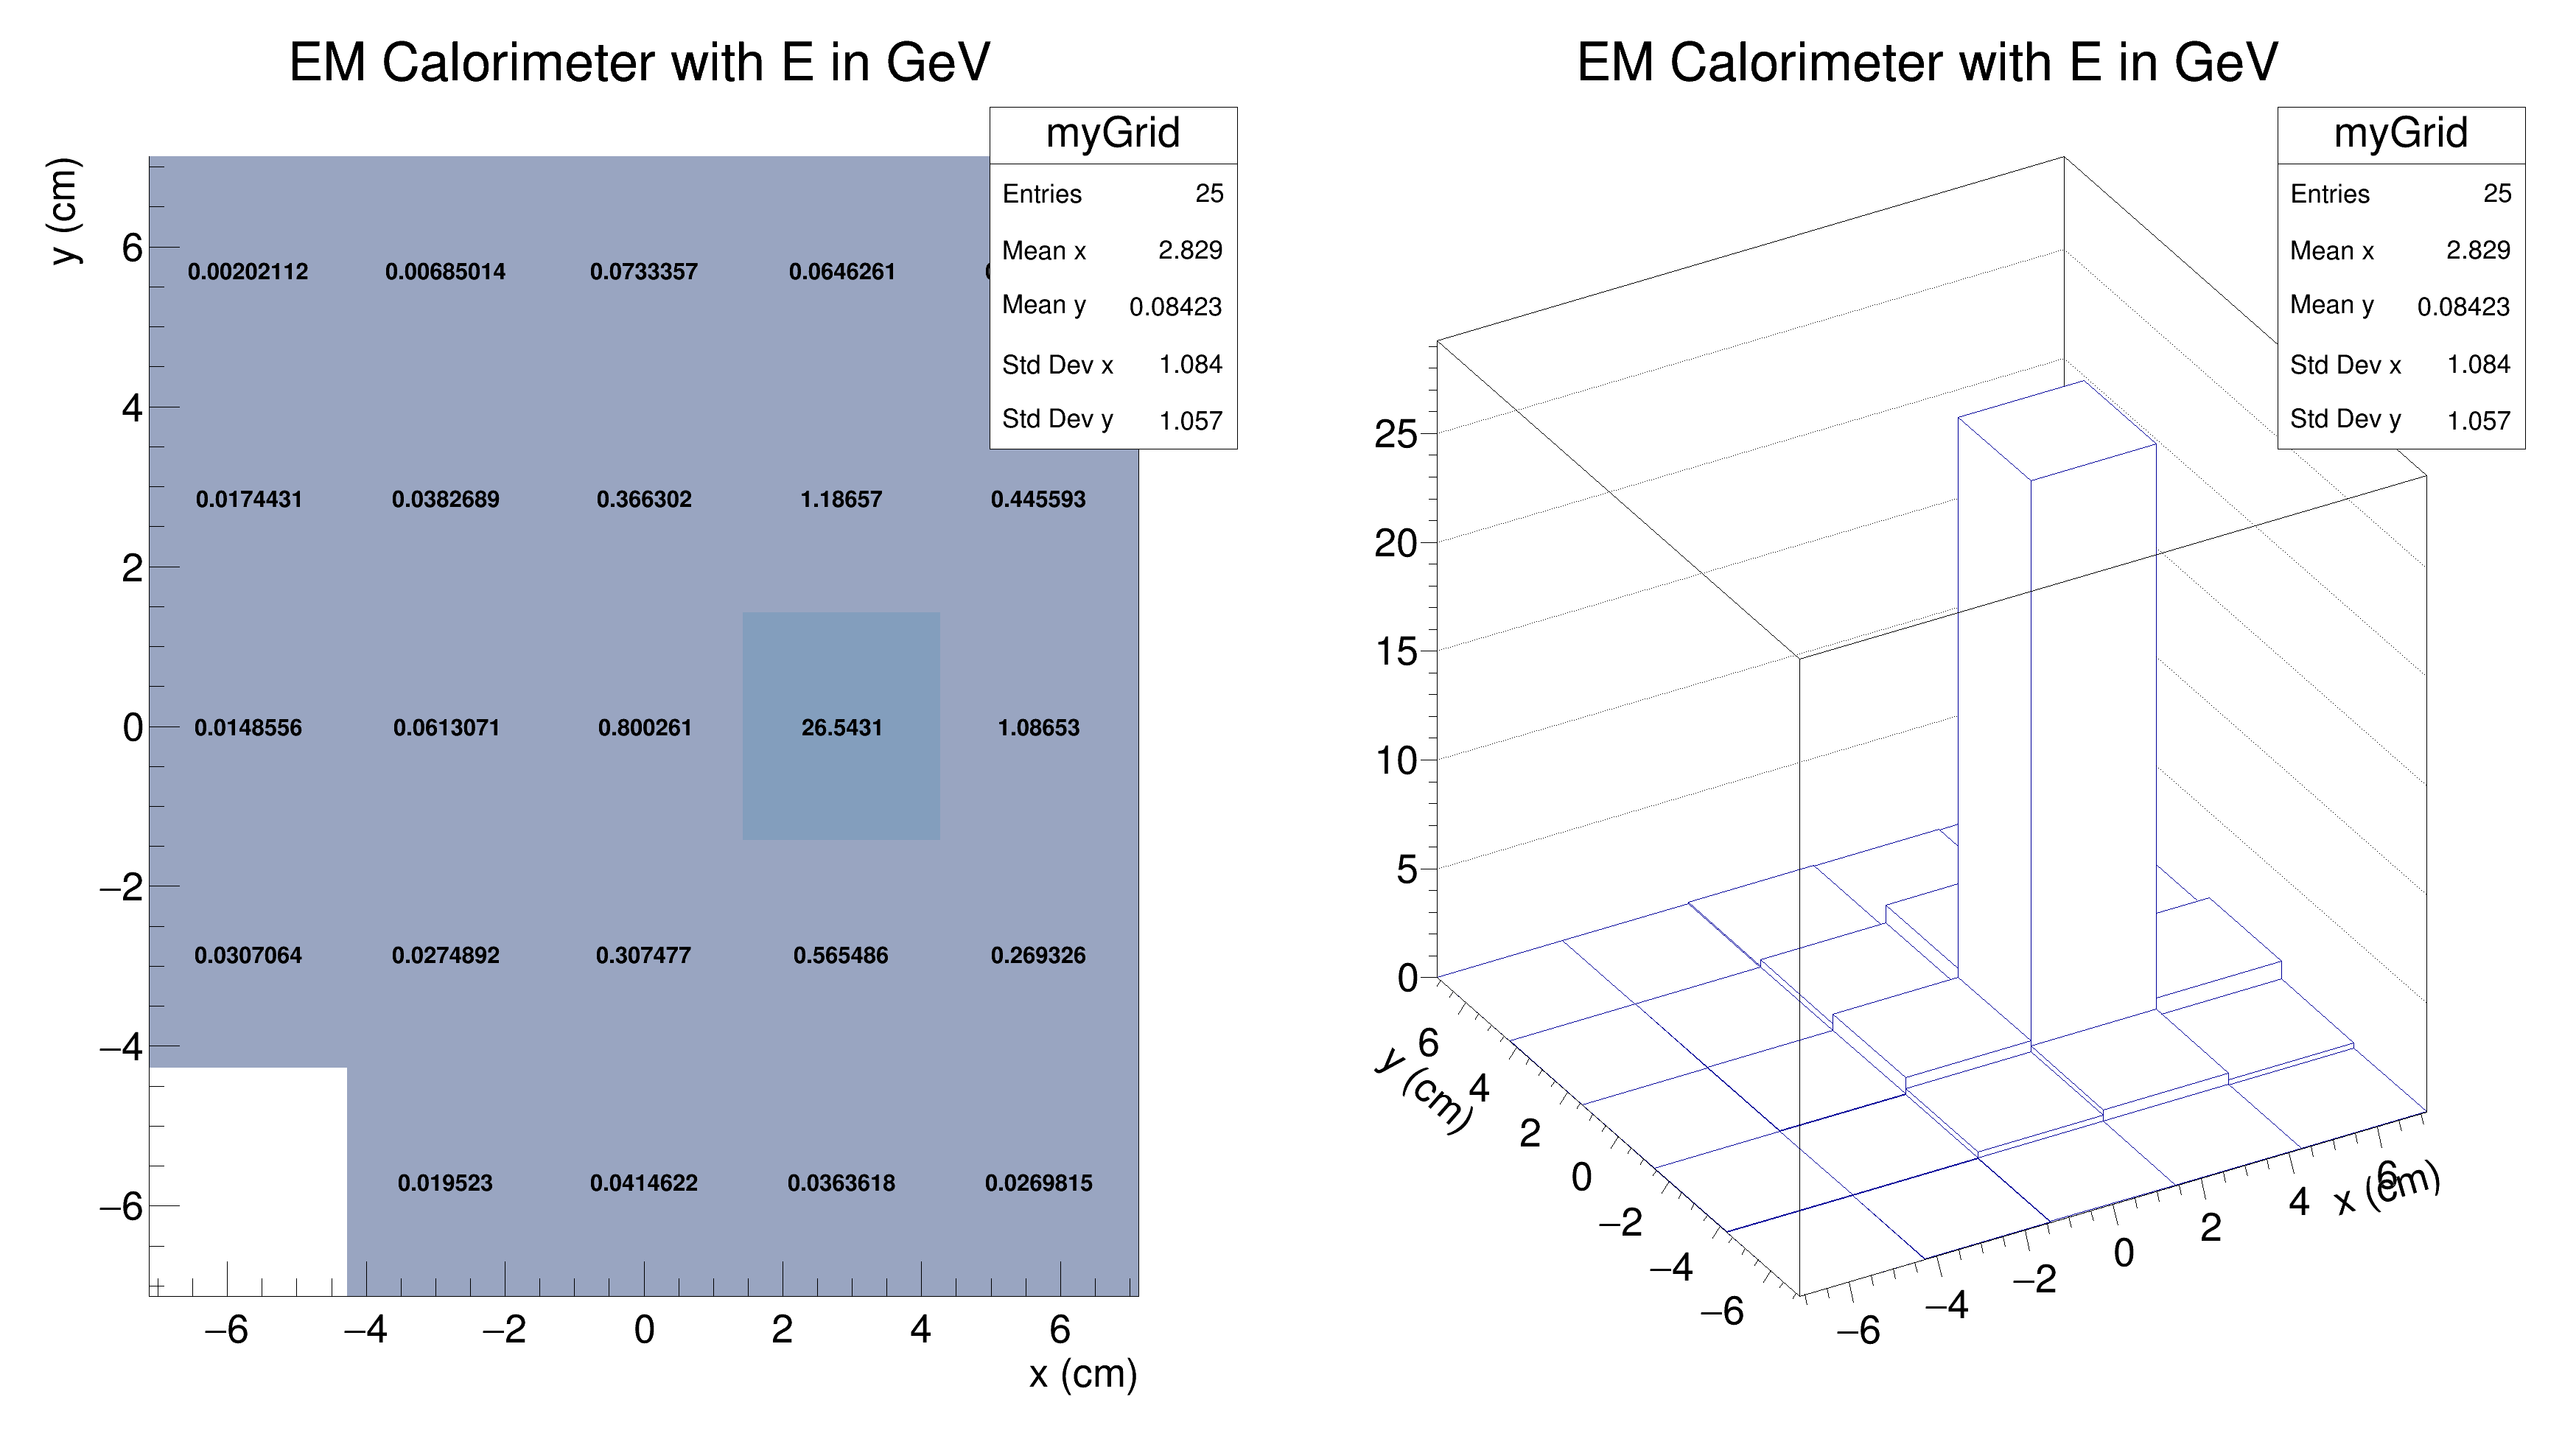 EM Calorimeter with E in GeV
myGrid
Entries 25
Mean x 2.829
Mean y 0.08423
Std Dev x 1.084
Std Dev y 1.057
y (cm)
6
4
2
0
−2
−4
−6
0.00202112 0.00685014 0.0733357 0.0646261
0.0174431 0.0382689 0.366302 1.18657 0.445593
0.0148556 0.0613071 0.800261 26.5431 1.08653
0.0307064 0.0274892 0.307477 0.565486 0.269326
0.019523 0.0414622 0.0363618 0.0269815
−6 −4 −2 0 2 4 6
x (cm)
EM Calorimeter with E in GeV
myGrid
Entries 25
Mean x 2.829
Mean y 0.08423
Std Dev x 1.084
Std Dev y 1.057
25
20
15
10
5
0
y (cm)
6
4
2
0
−2
−4
−6
−6 −4 −2 0 2 4 6
x (cm)